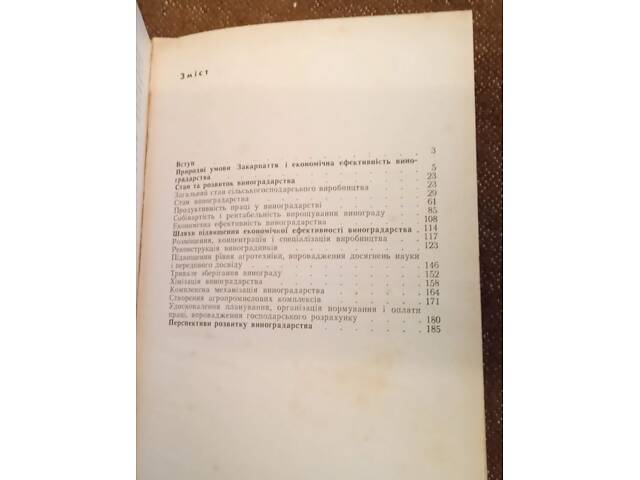 Зміст
Вступ . . . . . . . . . . . 3
Природні умови Закарпаття і економічна ефективність вино-
градарства . . . . . . . . . . 5
Стан та розвиток виноградарства . . . . . 23
Загальний стан сільськогосподарського виробництва . . . 23
Стан виноградарства . . . . . . . 29
Продуктивність праці у виноградарстві . . . . 61
Собівартість і рентабельність вирощування винограду . . 85
Економічна ефективність виноградарства . . . . 108
Шляхи підвищення економічної ефективності виноградарства . 114
Розміщення, концентрація і спеціалізація виробництва . . 117
Реконструкція виноградників . . . . . . 123
Підвищення рівня агротехніки, впровадження досягнень науки
і передового досвіду . . . . . . . 146
Тривале зберігання винограду . . . . . . 152
Хімізація виноградарства . . . . . . 158
Комплексна механізація виноградарства . . . . 164
Створення агропромислових комплексів . . . . 171
Удосконалення планування, організація нормування і оплати
праці, впровадження господарського розрахунку . . . 180
Перспективи розвитку виноградарства . . . . 185